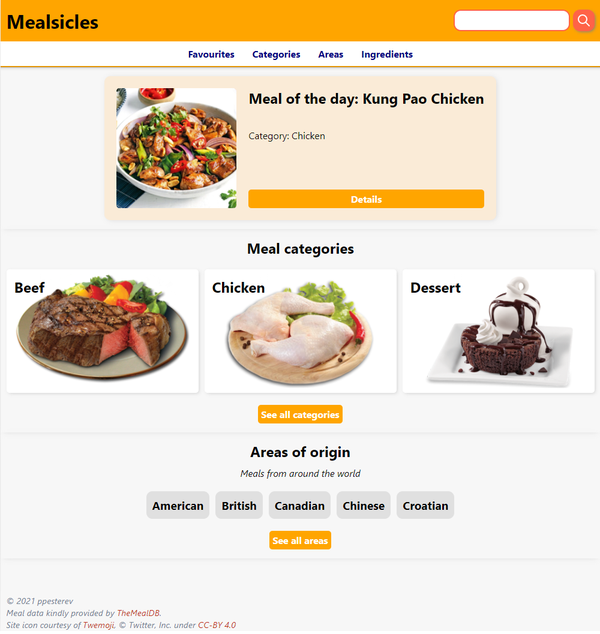 Mealsicles
Favourites Categories Areas Ingredients
Meal of the day: Kung Pao Chicken
Category: Chicken
Details
Meal categories
Beef Chicken Dessert
See all categories
Areas of origin
Meals from around the world
American British Canadian Chinese Croatian
See all areas
© 2021 ppesterev
Meal data kindly provided by TheMealDB.
Site icon courtesy of Twemoji, © Twitter, Inc. under CC-BY 4.0